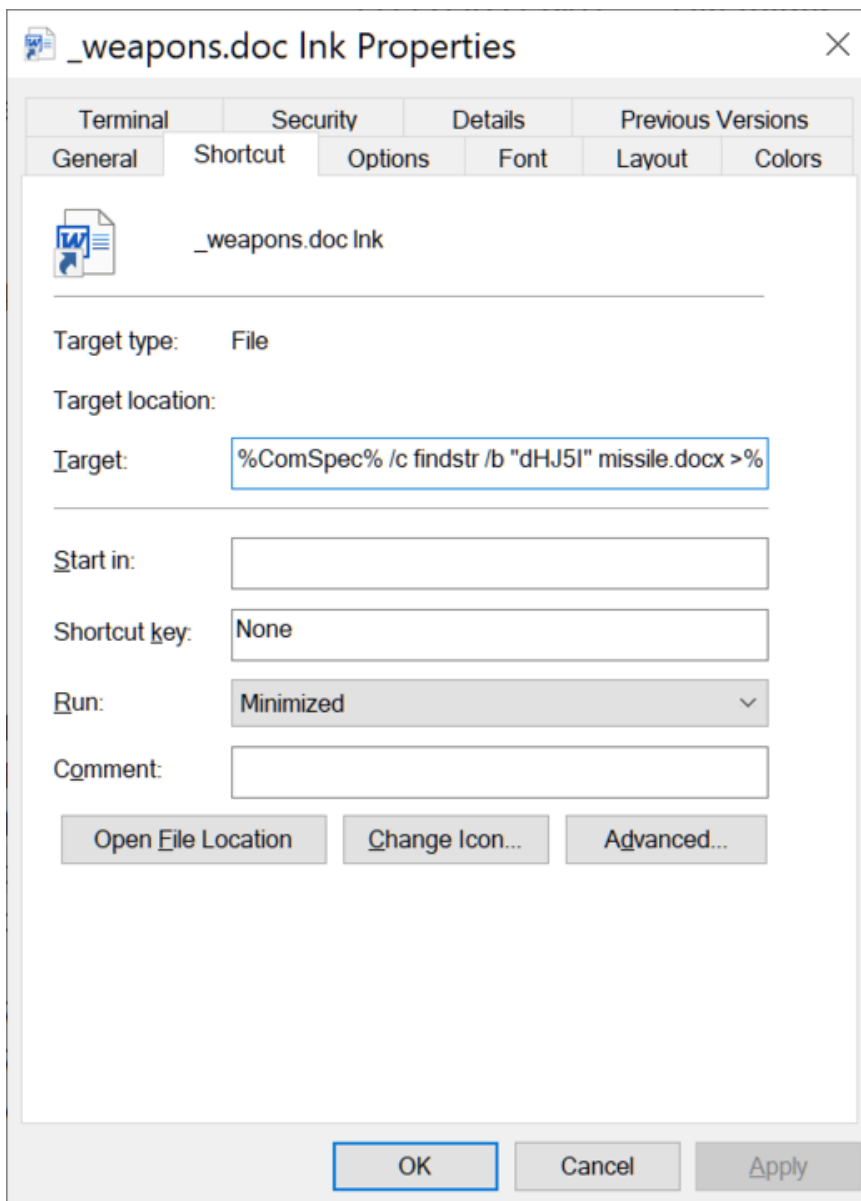 _weapons.doc lnk Properties
Terminal Security Details Previous Versions
General Shortcut Options Font Layout Colors
_weapons.doc lnk
Target type: File
Target location:
Target: %ComSpec% /c findstr /b "dHJ5I" missile.docx >%
Start in:
Shortcut key: None
Run: Minimized
Comment:
Open File Location Change Icon... Advanced...
OK Cancel Apply